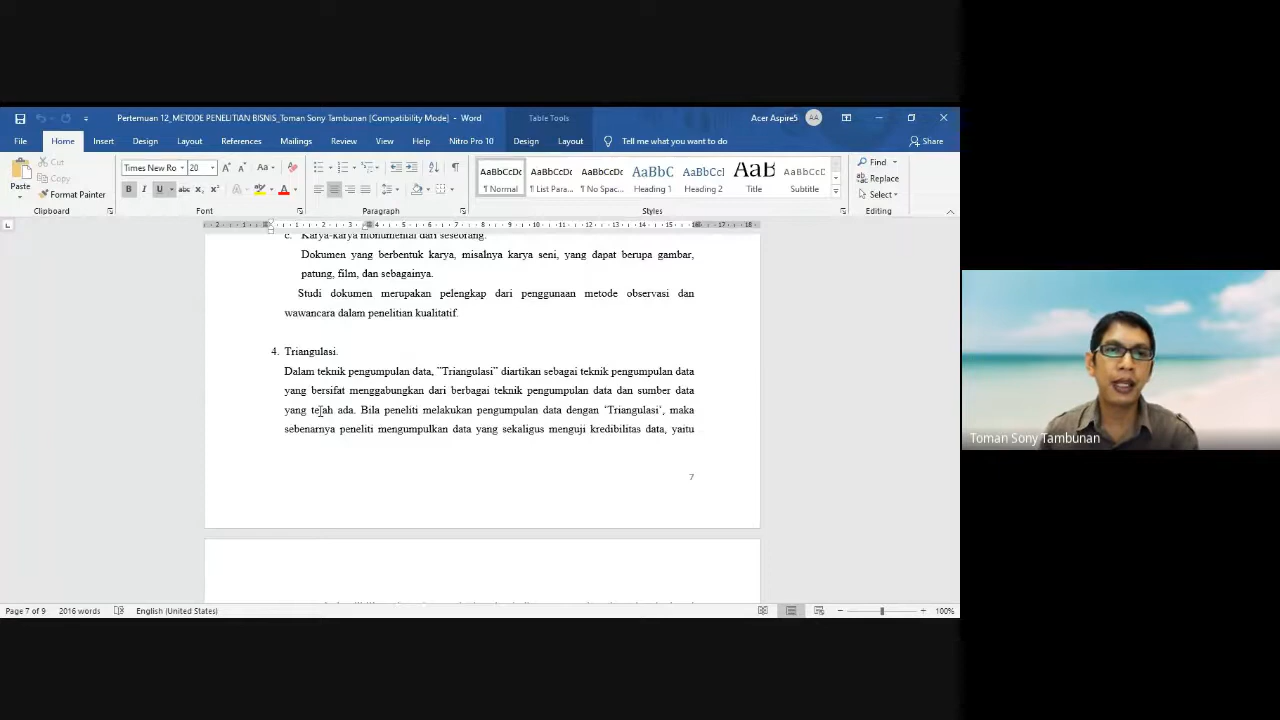 Pertemuan 12_METODE PENELITIAN BISNIS_Toman Sony Tambunan [Compatibility Mode] - Word
Table Tools
Acer Aspire5
AA
File
Home
Insert
Design
Layout
References
Mailings
Review
View
Help
Nitro Pro 10
Design
Layout
Tell me what you want to do
Share
Paste
Cut
Copy
Format Painter
Clipboard
Times New Ro
20
Font
Paragraph
AaBbCcDc
¶ Normal
AaBbCcDc
¶ List Para...
AaBbCcDc
¶ No Spac...
AaBbC
Heading 1
AaBbCcl
Heading 2
AaB
Title
AaBbCcDc
Subtitle
Styles
Find
Replace
Select
Editing
c. Karya-karya monumental dari seseorang.
Dokumen yang berbentuk karya, misalnya karya seni, yang dapat berupa gambar,
patung, film, dan sebagainya.
Studi dokumen merupakan pelengkap dari penggunaan metode observasi dan
wawancara dalam penelitian kualitatif.
4. Triangulasi.
Dalam teknik pengumpulan data, "Triangulasi" diartikan sebagai teknik pengumpulan data
yang bersifat menggabungkan dari berbagai teknik pengumpulan data dan sumber data
yang telah ada. Bila peneliti melakukan pengumpulan data dengan 'Triangulasi', maka
sebenarnya peneliti mengumpulkan data yang sekaligus menguji kredibilitas data, yaitu
7
Page 7 of 9
2016 words
English (United States)
100%
Toman Sony Tambunan